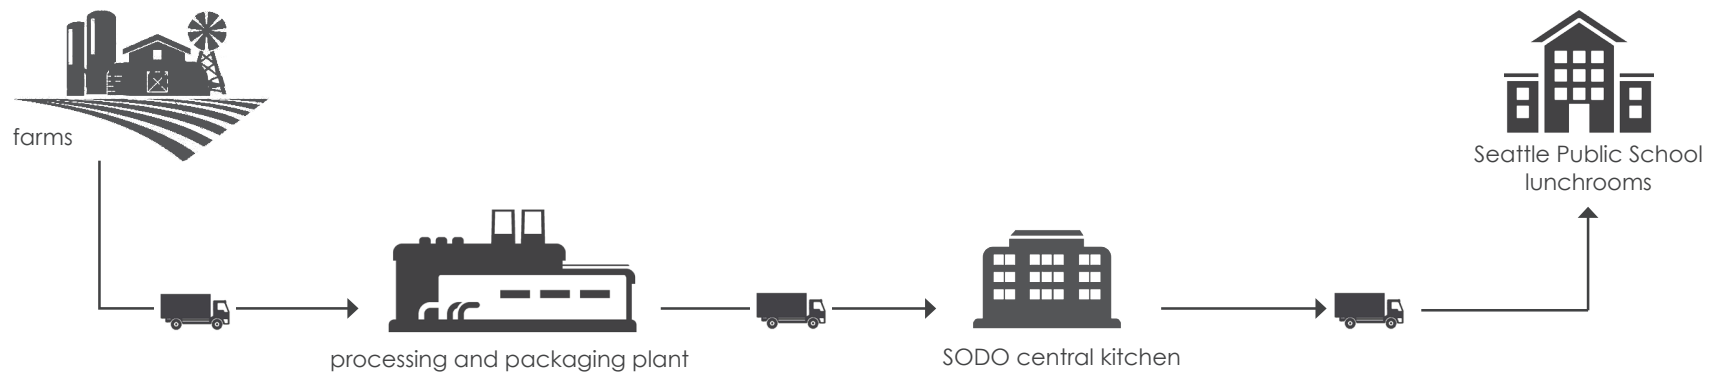 farms
processing and packaging plant
SODO central kitchen
Seattle Public School
lunchrooms